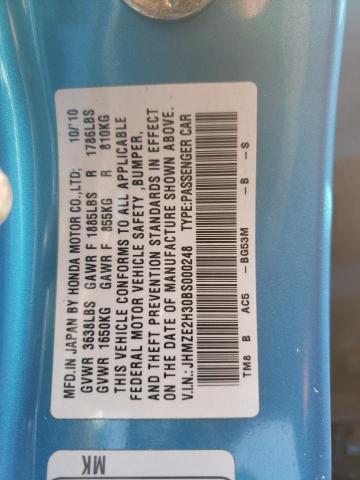 MFD.IN JAPAN BY HONDA MOTOR CO.,LTD: 10/'10
GVWR 3638LBS GAWR F 1885LBS R 1786LBS
GVWR 1650KG GAWR F 855KG R 810KG
THIS VEHICLE CONFORMS TO ALL APPLICABLE
FEDERAL MOTOR VEHICLE SAFETY ,BUMPER,
AND THEFT PREVENTION STANDARDS IN EFFECT
ON THE DATE OF MANUFACTURE SHOWN ABOVE.
V.I.N.:JHMZE2H30BS000248 TYPE:PASSENGER CAR
TM8 B AC5 -BG53M -B -S
MK